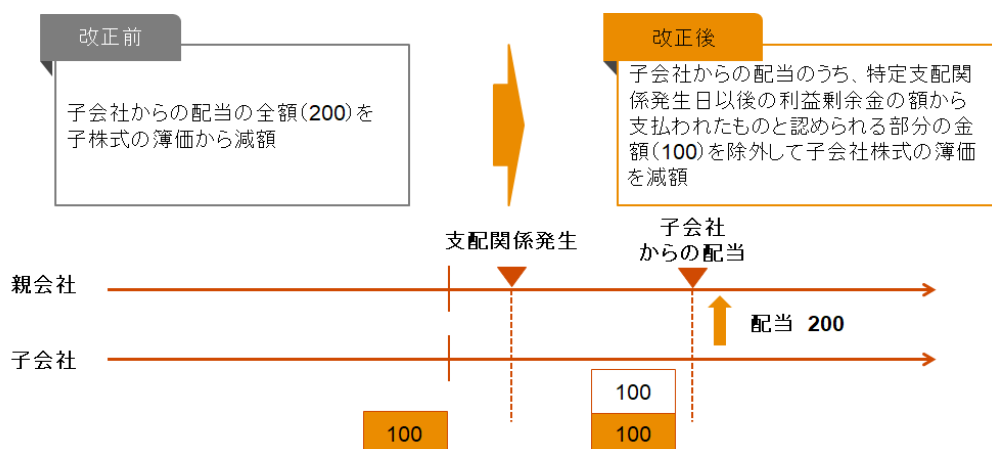 改正前
子会社からの配当の全額(200)を
子株式の簿価から減額
改正後
子会社からの配当のうち、特定支配関
係発生日以後の利益剰余金の額から
支払われたものと認められる部分の金
額(100)を除外して子会社株式の簿価
を減額
支配関係発生
子会社
からの配当
親会社
配当 200
子会社
100
100
100